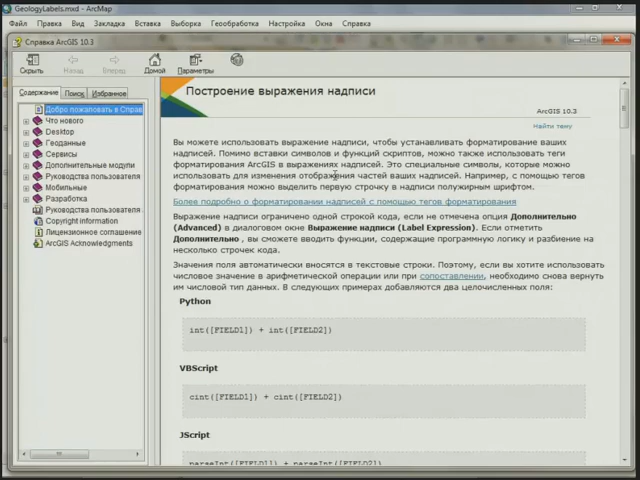 GeologyLabels.mxd - ArcMap
Файл Правка Вид Закладка Вставка Выборка Геообработка Настройка Окна Справка
Справка ArcGIS 10.3
Скрыть Назад Вперед Домой Параметры
Содержание Поиск Избранное
Добро пожаловать в Справ
Что нового
Desktop
Геоданные
Сервисы
Дополнительные модули
Руководства пользователя
Мобильные
Разработка
Руководства пользователя
Copyright information
Лицензионное соглашение
ArcGIS Acknowledgments
Построение выражения надписи
ArcGIS 10.3
Найти тему
Вы можете использовать выражение надписи, чтобы устанавливать форматирование ваших
надписей. Помимо вставки символов и функций скриптов, можно также использовать теги
форматирования ArcGIS в выражениях надписей. Это специальные символы, которые можно
использовать для изменения отображения частей ваших надписей. Например, с помощью тегов
форматирования можно выделить первую строчку в надписи полужирным шрифтом.
Более подробно о форматировании надписей с помощью тегов форматирования
Выражение надписи ограничено одной строкой кода, если не отмечена опция Дополнительно
(Advanced) в диалоговом окне Выражение надписи (Label Expression). Если отметить
Дополнительно , вы сможете вводить функции, содержащие программную логику и разбиение на
несколько строчек кода.
Значения поля автоматически вносятся в текстовые строки. Поэтому, если вы хотите использовать
числовое значение в арифметической операции или при сопоставлении, необходимо снова вернуть
им числовой тип данных. В следующих примерах добавляются два целочисленных поля:
Python
int([FIELD1]) + int([FIELD2])
VBScript
cint([FIELD1]) + cint([FIELD2])
JScript
parseInt([FIELD1]) + parseInt([FIELD2])